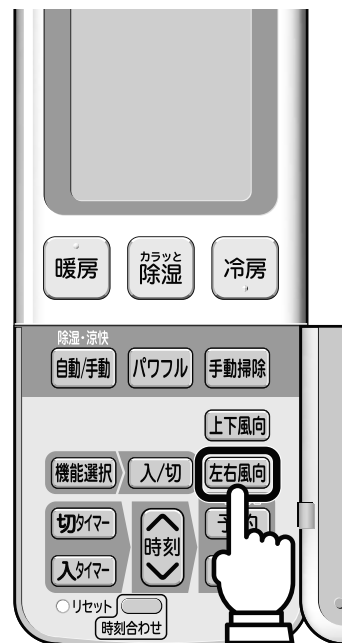 暖房
カラッと
除湿
冷房
除湿・涼快
自動/手動
パワフル
手動掃除
上下風向
機能選択
入/切
左右風向
切タイマー
時刻
入タイマー
リセット
時刻合わせ